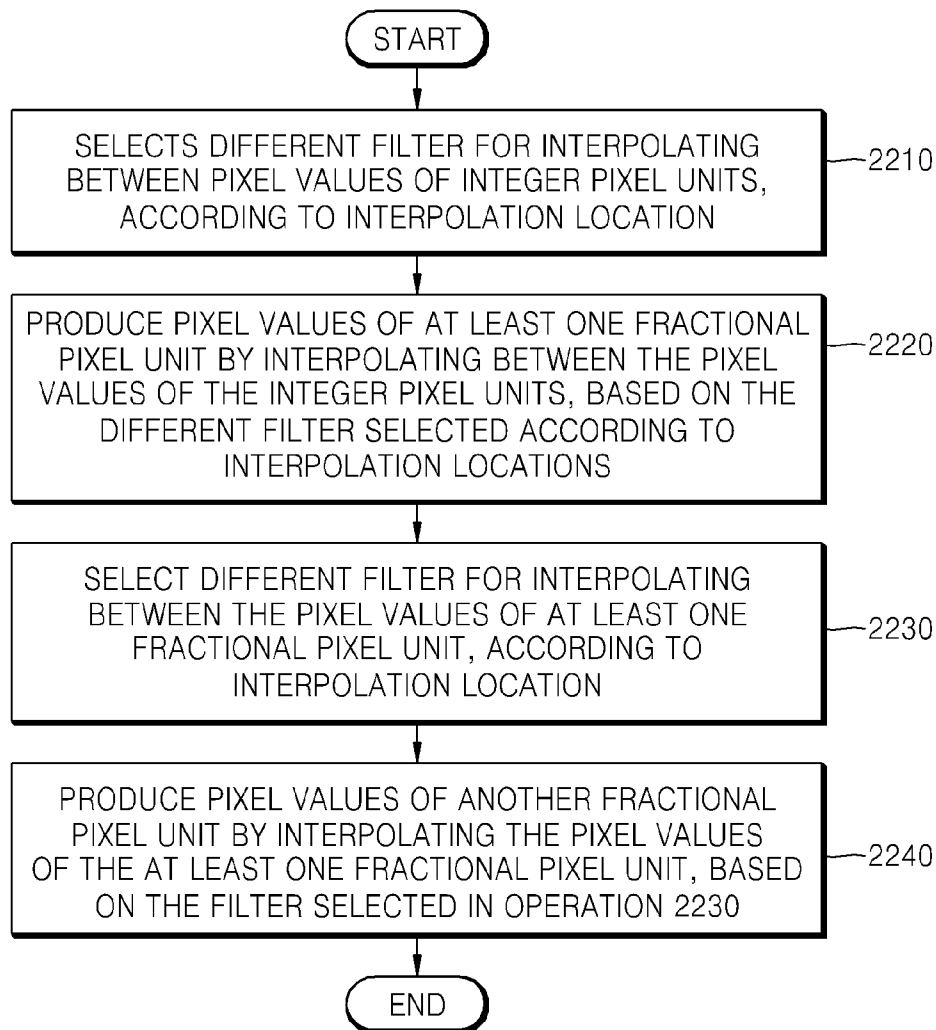 START
SELECTS DIFFERENT FILTER FOR INTERPOLATING
BETWEEN PIXEL VALUES OF INTEGER PIXEL UNITS,
ACCORDING TO INTERPOLATION LOCATION
2210
PRODUCE PIXEL VALUES OF AT LEAST ONE FRACTIONAL
PIXEL UNIT BY INTERPOLATING BETWEEN THE PIXEL
VALUES OF THE INTEGER PIXEL UNITS, BASED ON THE
DIFFERENT FILTER SELECTED ACCORDING TO
INTERPOLATION LOCATIONS
2220
SELECT DIFFERENT FILTER FOR INTERPOLATING
BETWEEN THE PIXEL VALUES OF AT LEAST ONE
FRACTIONAL PIXEL UNIT, ACCORDING TO
INTERPOLATION LOCATION
2230
PRODUCE PIXEL VALUES OF ANOTHER FRACTIONAL
PIXEL UNIT BY INTERPOLATING THE PIXEL VALUES
OF THE AT LEAST ONE FRACTIONAL PIXEL UNIT, BASED
ON THE FILTER SELECTED IN OPERATION 2230
2240
END